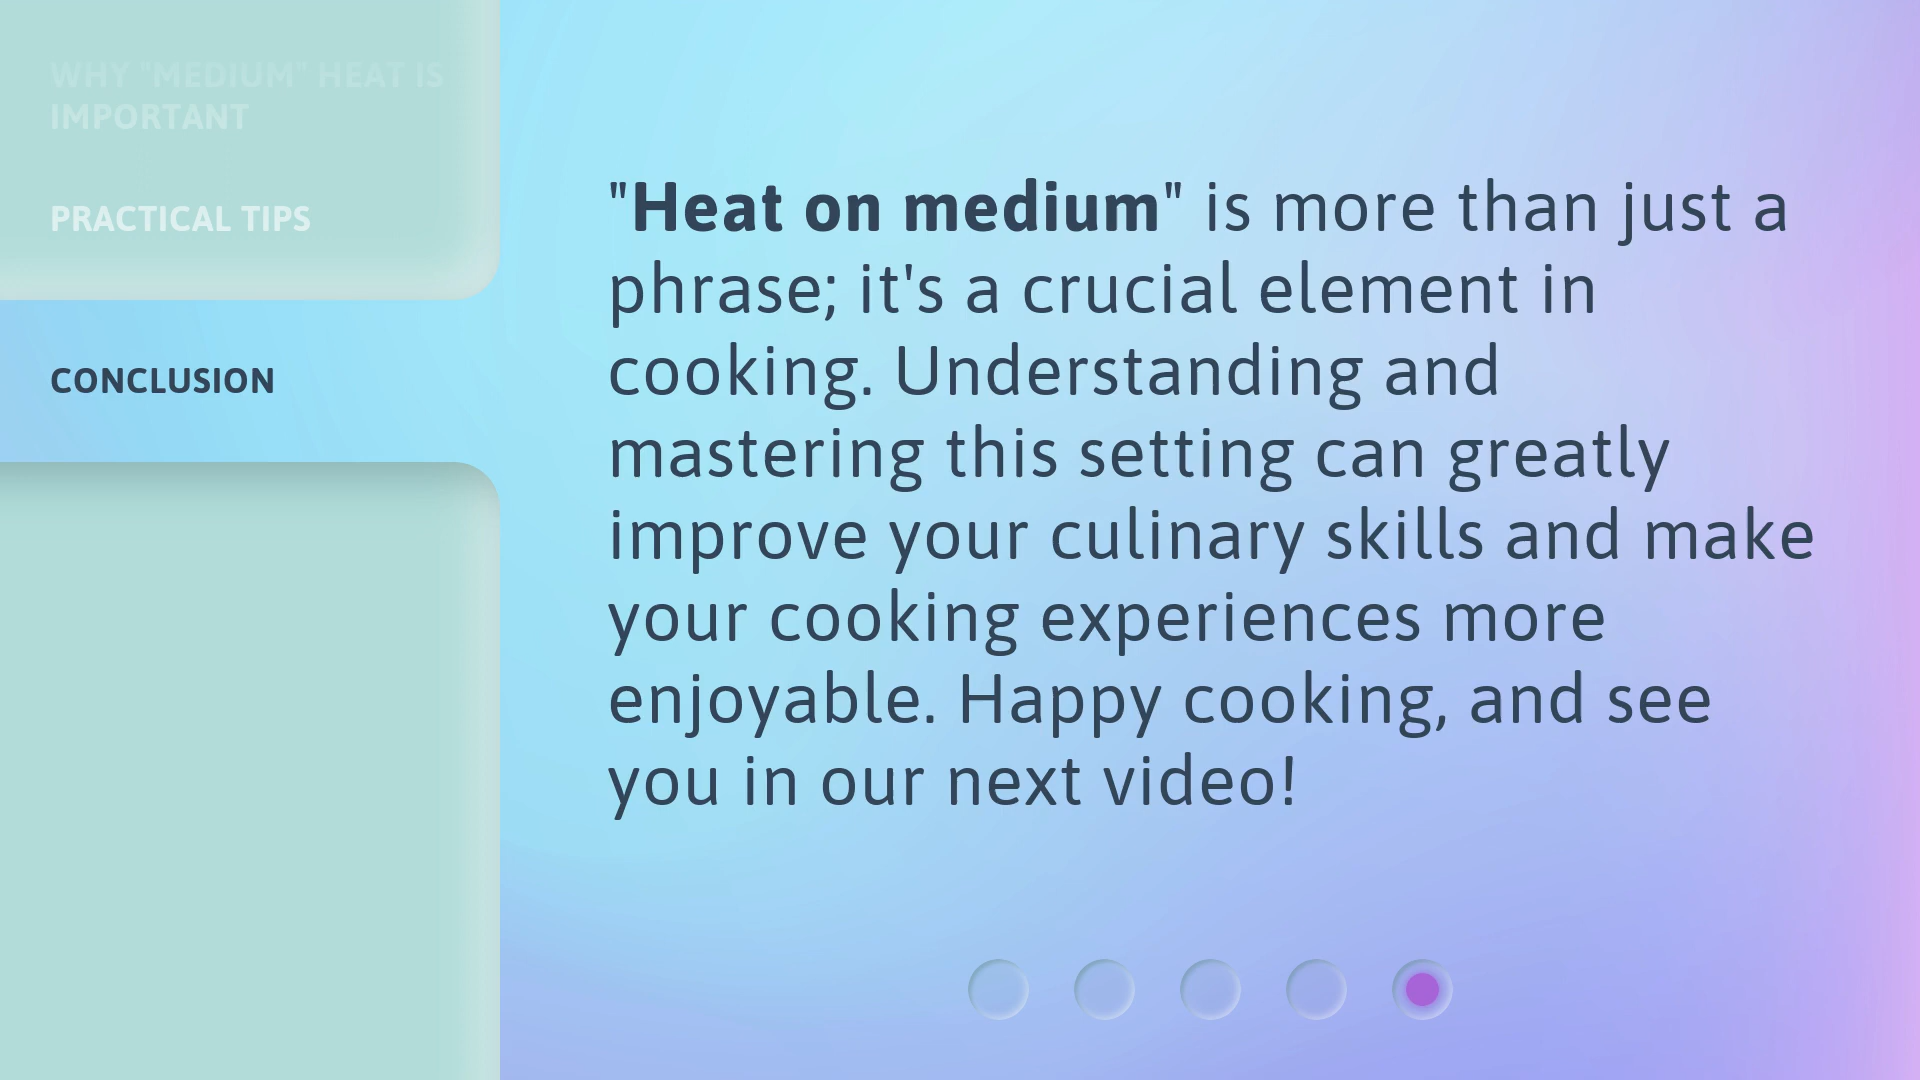 WHY "MEDIUM" HEAT IS
IMPORTANT
PRACTICAL TIPS
CONCLUSION
"Heat on medium" is more than just a
phrase; it's a crucial element in
cooking. Understanding and
mastering this setting can greatly
improve your culinary skills and make
your cooking experiences more
enjoyable. Happy cooking, and see
you in our next video!